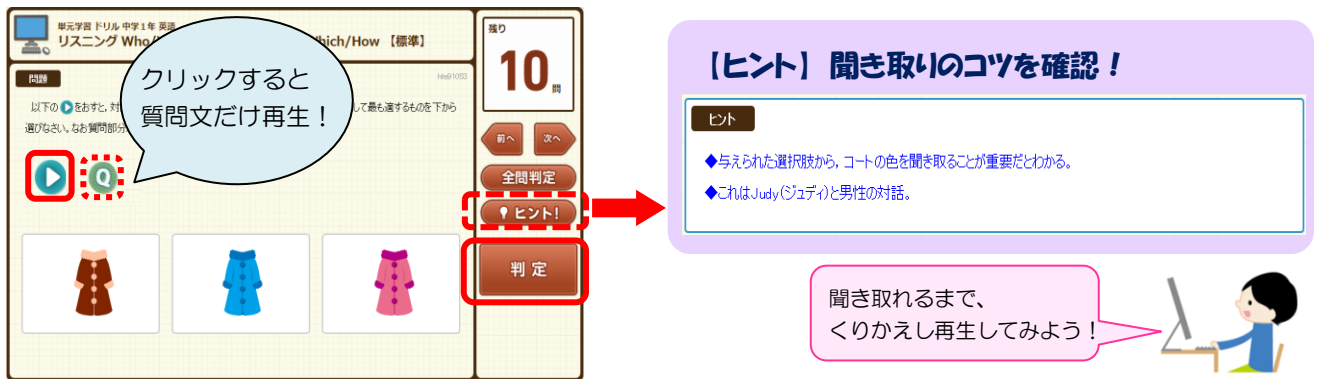 単元学習 ドリル 中学1年 英語
リスニング Who/ hich/How 【標準】
残り
10問
問題
以下の をおすと、対 して最も適するものを下から
選びなさい。なお質問部分
クリックすると
質問文だけ再生！
Q
前へ 次へ
全問判定
ヒント!
判定
【ヒント】 聞き取りのコツを確認！
ヒント
◆与えられた選択肢から，コートの色を聞き取ることが重要だとわかる。
◆これはJudy（ジュディ）と男性の対話。
聞き取れるまで、
くりかえし再生してみよう！